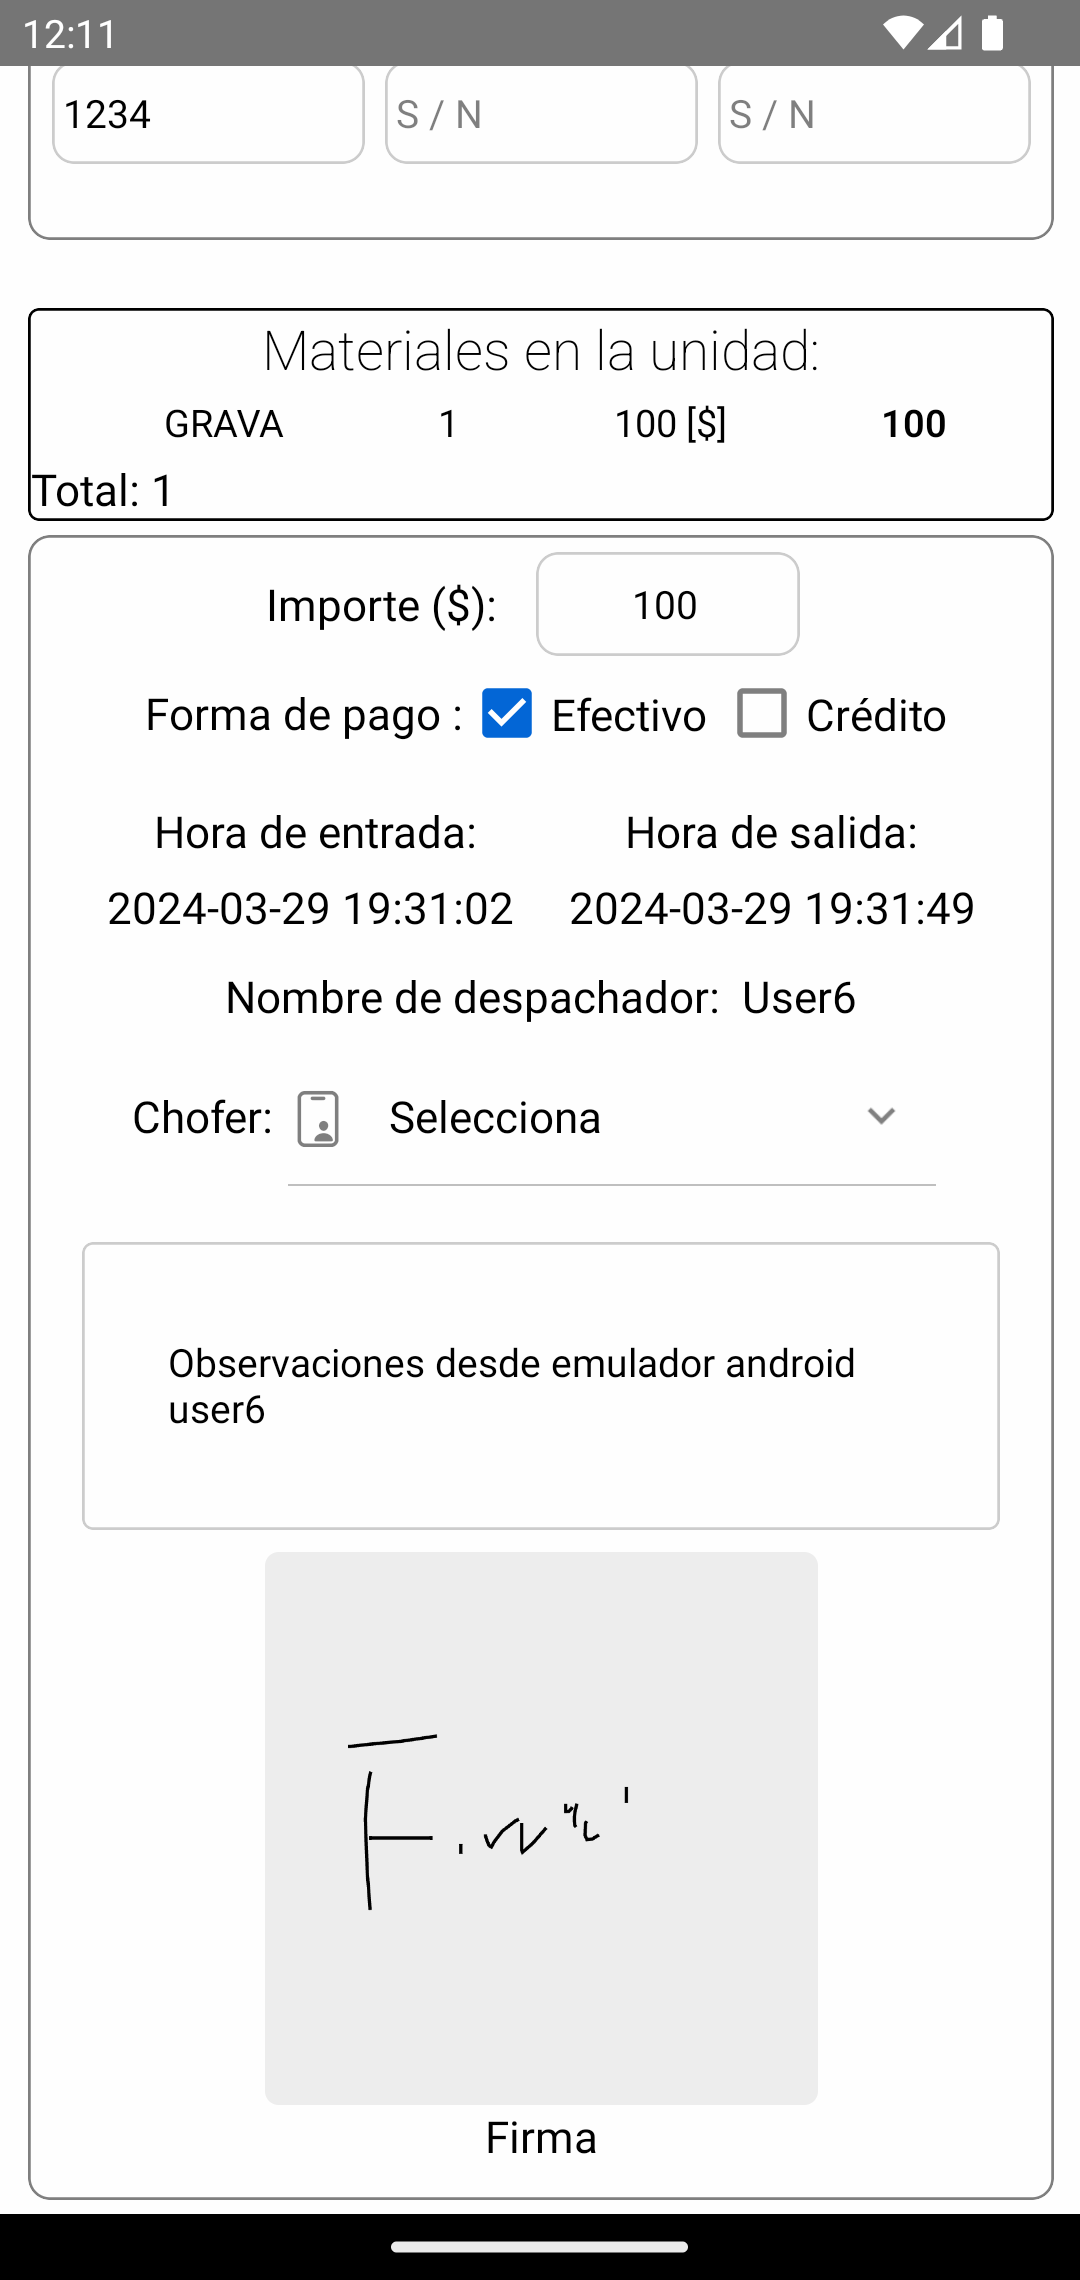 12:11
1234 S / N S / N
Materiales en la unidad:
GRAVA 1 100 [$] 100
Total: 1
Importe ($): 100
Forma de pago : Efectivo Crédito
Hora de entrada: Hora de salida:
2024-03-29 19:31:02 2024-03-29 19:31:49
Nombre de despachador: User6
Chofer: Selecciona
Observaciones desde emulador android
user6
Firma